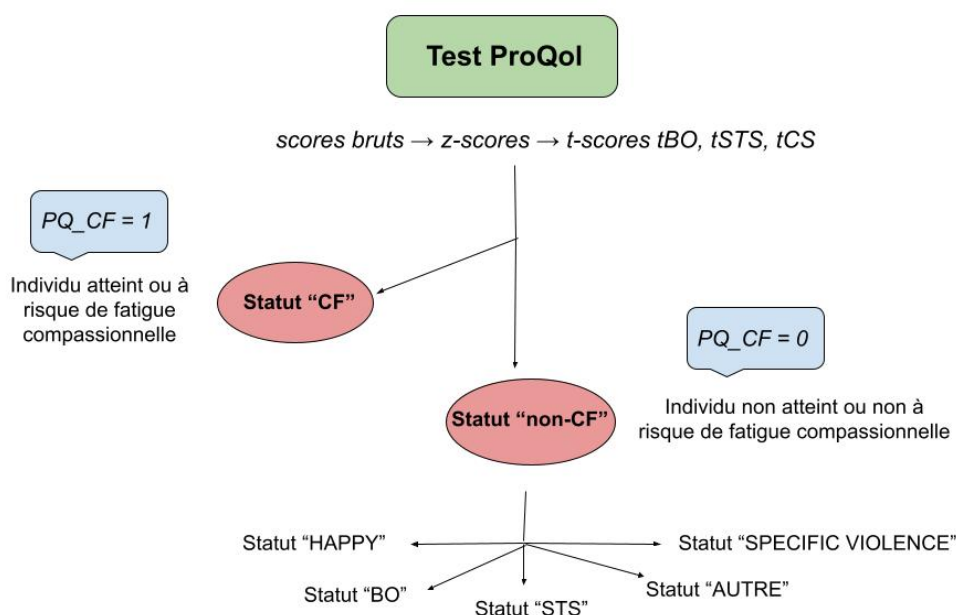 Test ProQol
scores bruts → z-scores → t-scores tBO, tSTS, tCS
PQ_CF = 1
Individu atteint ou à
risque de fatigue
compassionnelle
Statut “CF”
PQ_CF = 0
Statut “non-CF”
Individu non atteint ou non à
risque de fatigue compassionnelle
Statut “HAPPY”
Statut “SPECIFIC VIOLENCE”
Statut “BO”
Statut “AUTRE”
Statut “STS”